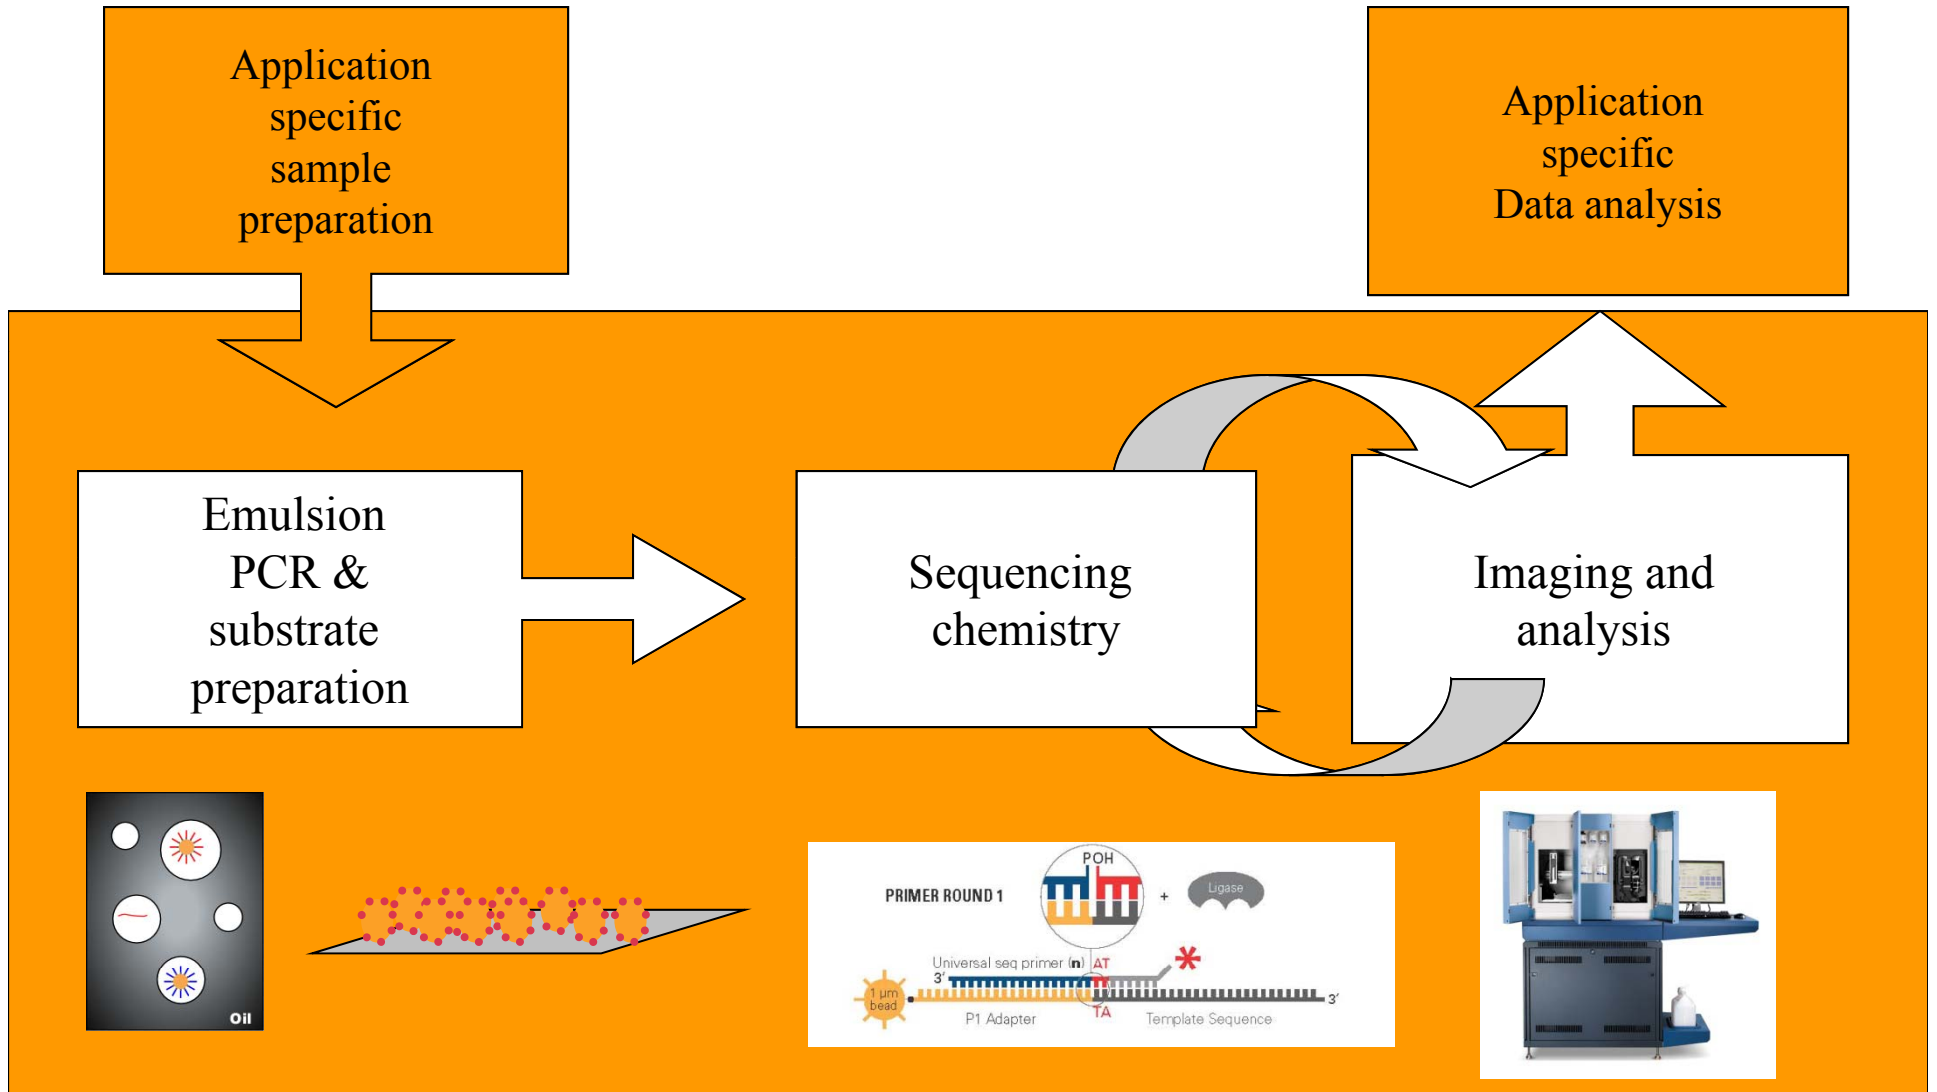 Application
specific
sample
preparation
Application
specific
Data analysis
Emulsion
PCR &
substrate
preparation
Sequencing
chemistry
Imaging and
analysis
Oil
POH
PRIMER ROUND 1
+
Ligase
Universal seq primer (n) AT
3′
1 µm
bead
3′
P1 Adapter
TA
Template Sequence